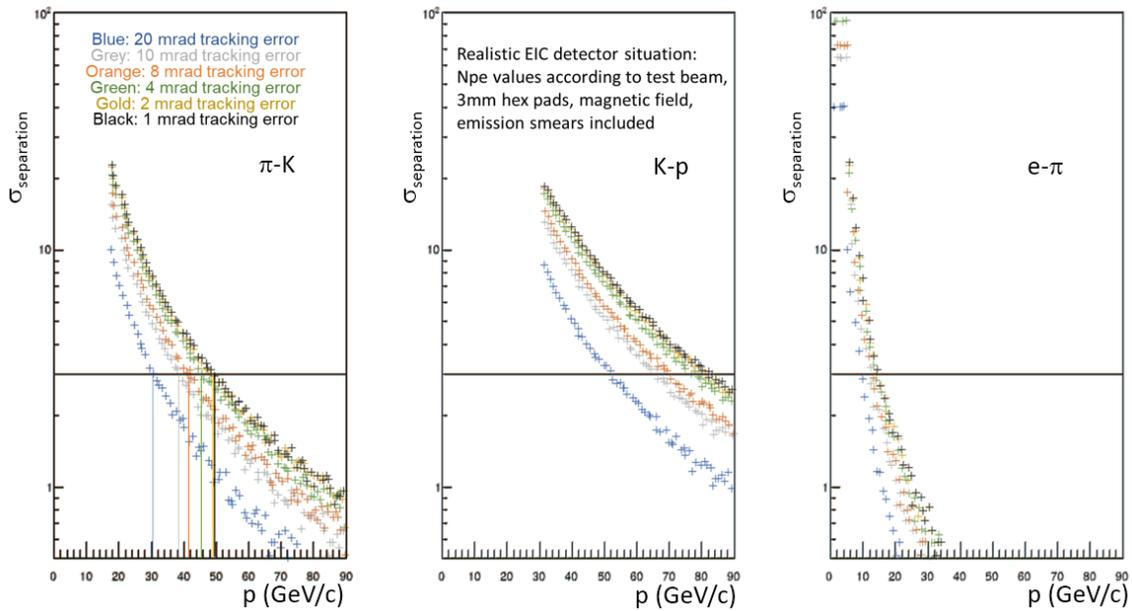 10²
Blue: 20 mrad tracking error
Grey: 10 mrad tracking error
Orange: 8 mrad tracking error
Green: 4 mrad tracking error
Gold: 2 mrad tracking error
Black: 1 mrad tracking error
π-K
σseparation
10
1
0 10 20 30 40 50 60 70 80 90
p (GeV/c)
10²
Realistic EIC detector situation:
Npe values according to test beam,
3mm hex pads, magnetic field,
emission smears included
K-p
σseparation
10
1
0 10 20 30 40 50 60 70 80 90
p (GeV/c)
10²
e-π
σseparation
10
1
0 10 20 30 40 50 60 70 80 90
p (GeV/c)